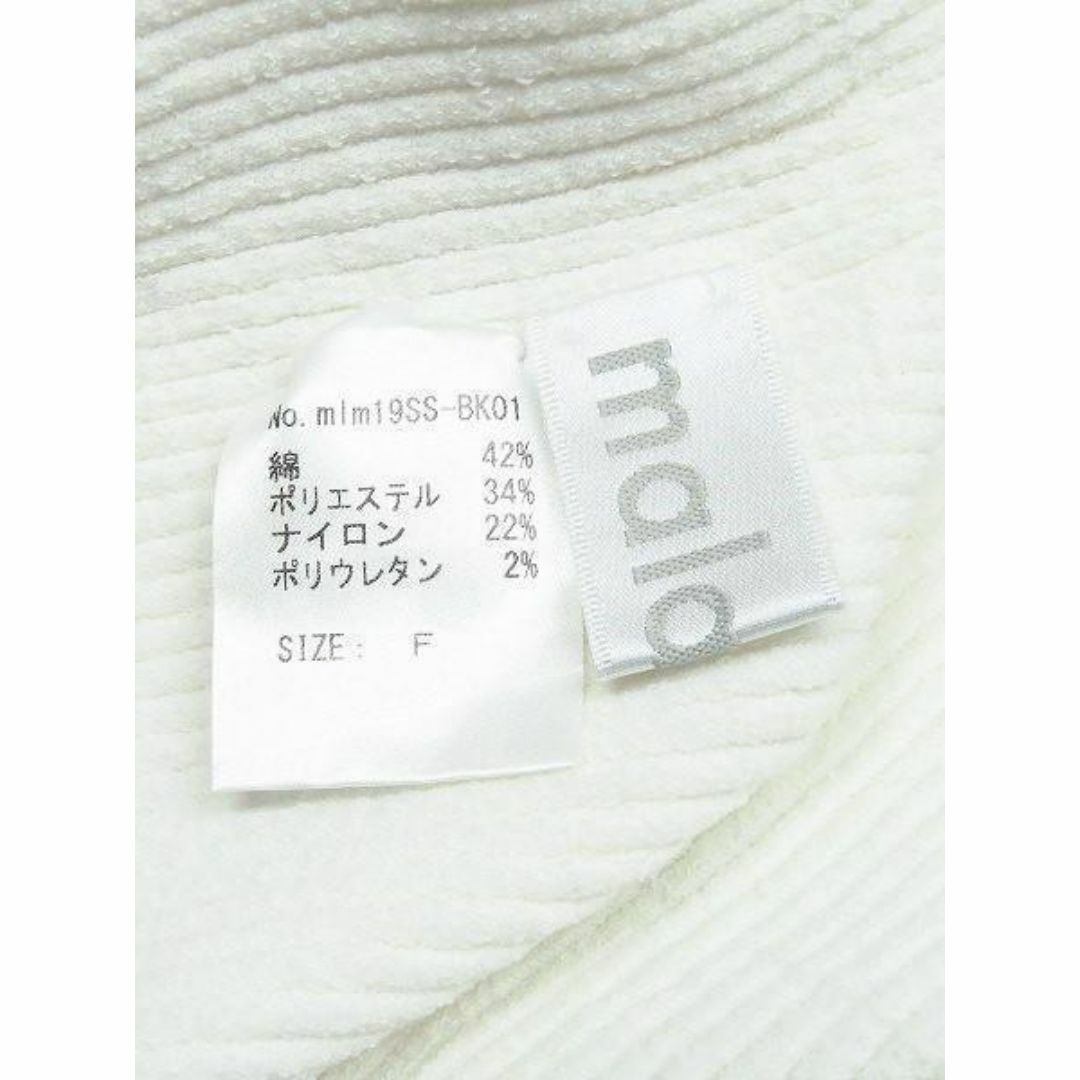 No. mlm19SS-BK01
綿 42%
ポリエステル 34%
ナイロン 22%
ポリウレタン 2%
SIZE: F
malo